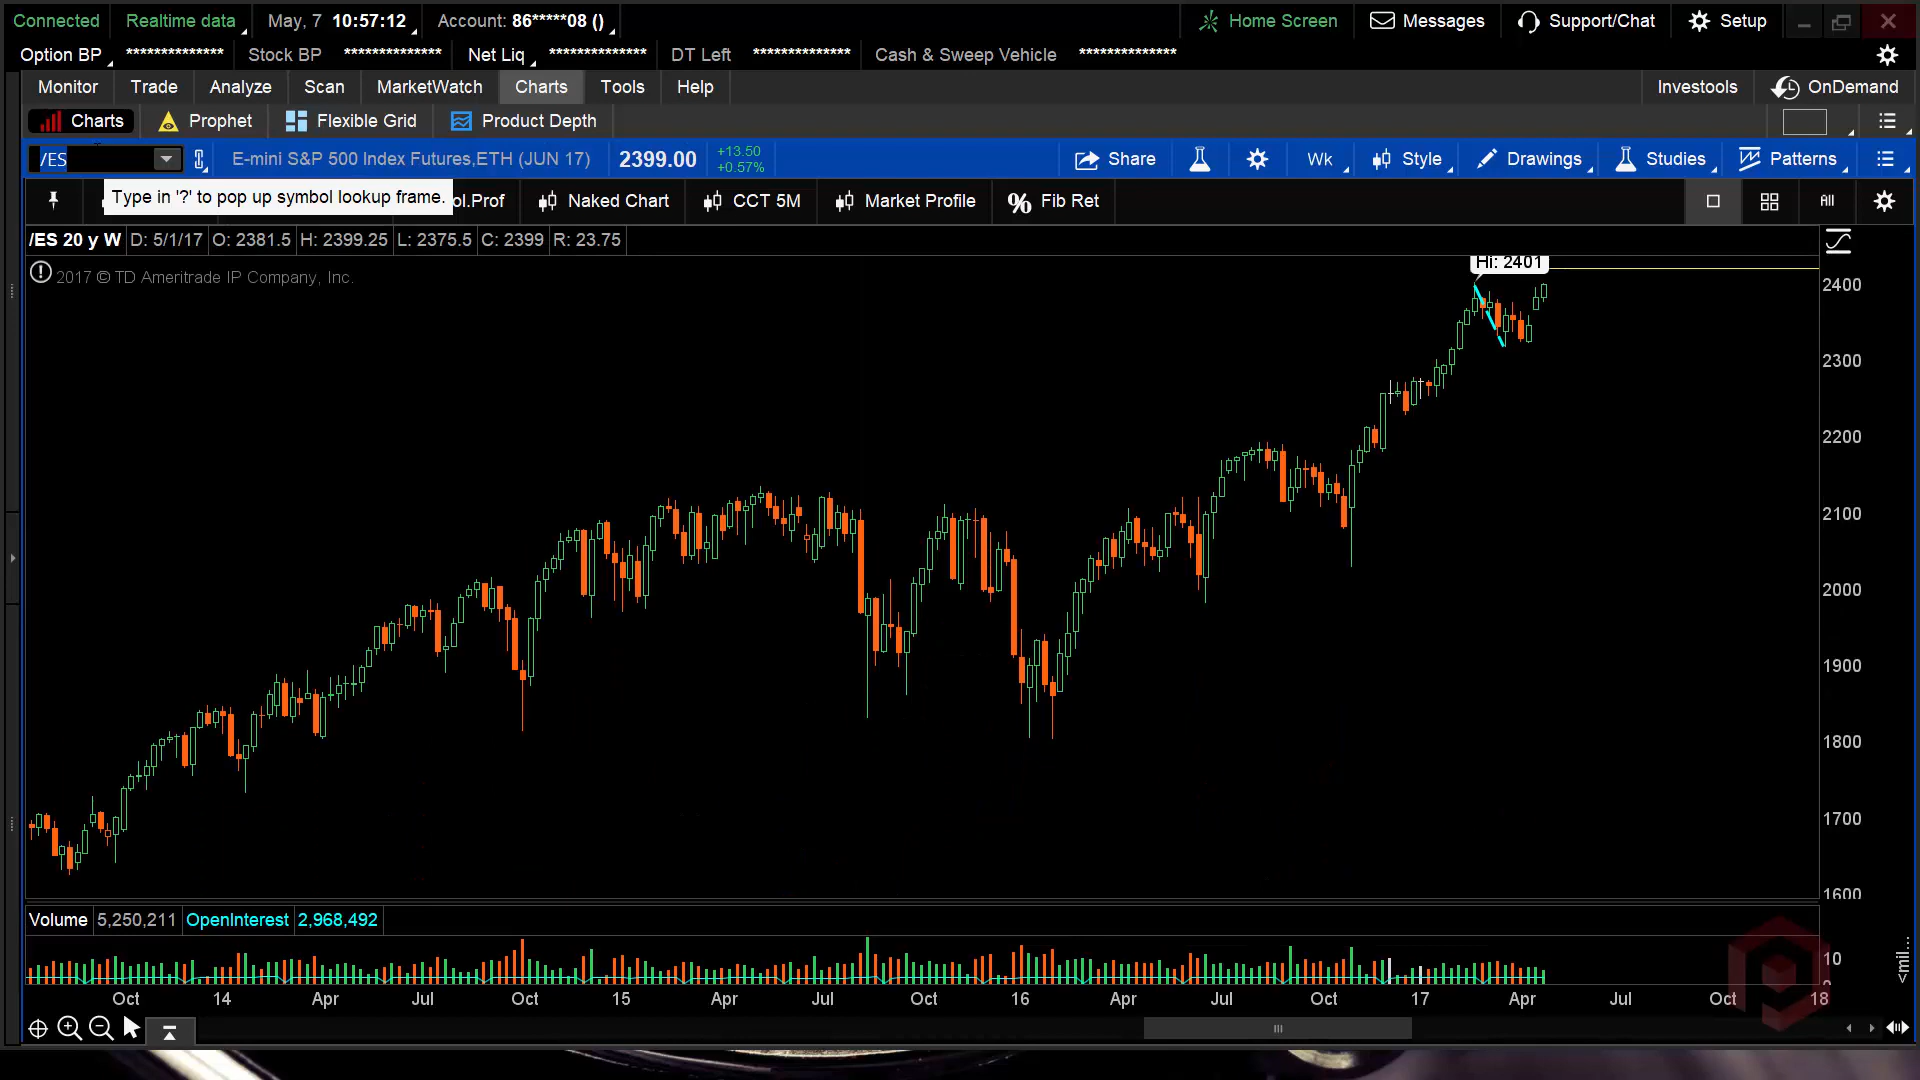 Connected Realtime data May, 7 10:57:12 Account: 86*****08 () Home Screen Messages Support/Chat Setup
Option BP ************** Stock BP ************** Net Liq ************** DT Left ************** Cash & Sweep Vehicle **************
Monitor Trade Analyze Scan MarketWatch Charts Tools Help Investools OnDemand
Charts Prophet Flexible Grid Product Depth
/ES E-mini S&P 500 Index Futures,ETH (JUN 17) 2399.00 +13.50 +0.57% Share Wk Style Drawings Studies Patterns
Type in '?' to pop up symbol lookup frame. ol.Prof Naked Chart CCT 5M Market Profile Fib Ret All
/ES 20 y W D: 5/1/17 O: 2381.5 H: 2399.25 L: 2375.5 C: 2399 R: 23.75
2017 © TD Ameritrade IP Company, Inc.
Hi: 2401
2400
2300
2200
2100
2000
1900
1800
1700
1600
Volume 5,250,211 OpenInterest 2,968,492
10
<mil...
Oct 14 Apr Jul Oct 15 Apr Jul Oct 16 Apr Jul Oct 17 Apr Jul Oct 18